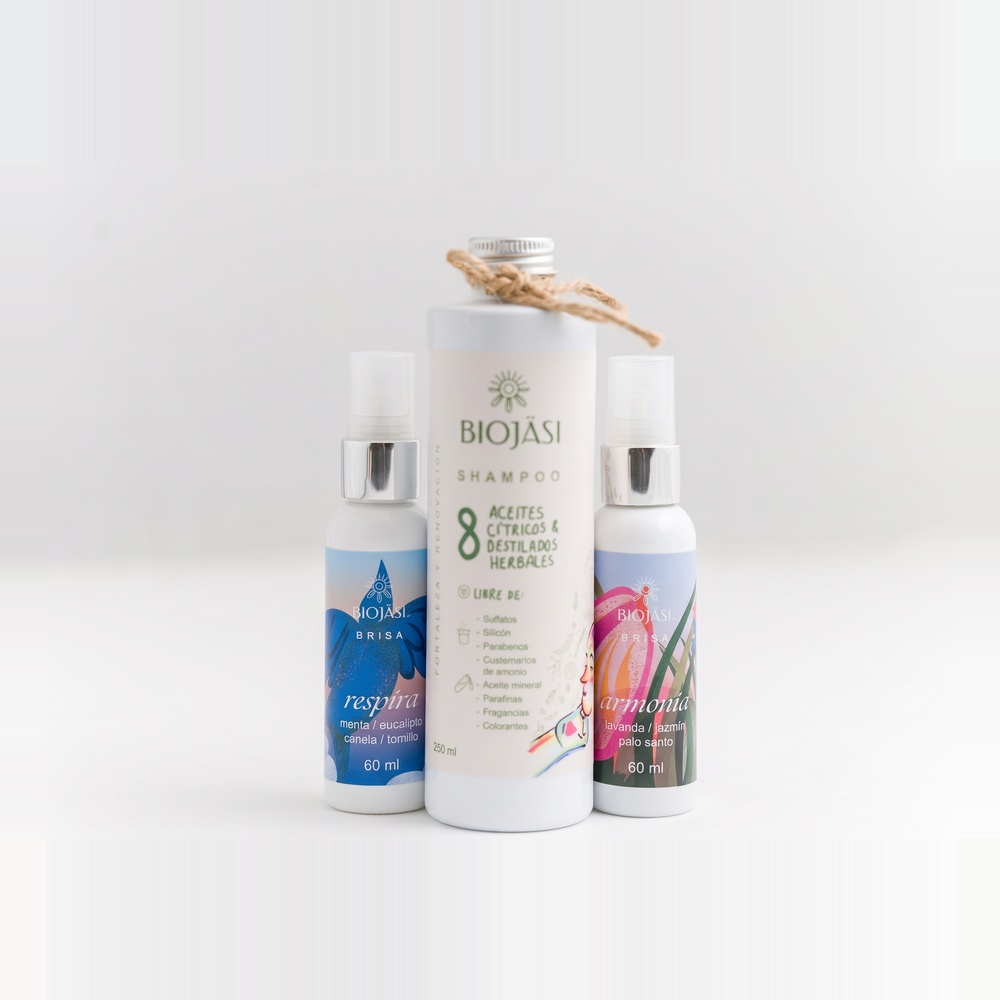 BIOJÄSI
BRISA
respira
menta / eucalipto
canela / tomillo
60 ml
BIOJÄSI
SHAMPOO
8 ACEITES
CÍTRICOS &
DESTILADOS
HERBALES
LIBRE DE:
- Sulfatos
- Silicón
- Parabenos
- Custernarios
de amonio
- Aceite mineral
- Parafinas
- Fragancias
- Colorantes
250 ml
FORTALEZA Y RENOVACIÓN
BIOJÄSI
BRISA
armonía
lavanda / jazmín
palo santo
60 ml